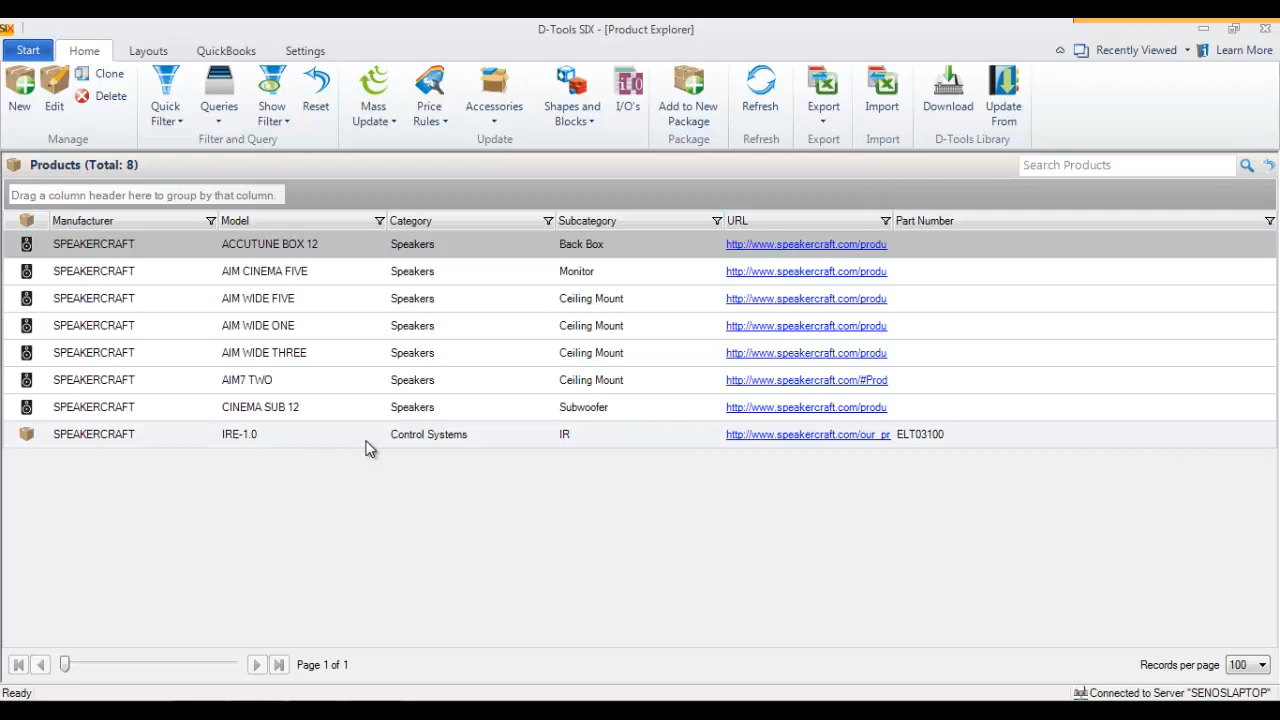 SIX
D-Tools SIX - [Product Explorer]
Start Home Layouts QuickBooks Settings Recently Viewed Learn More
New Edit Clone Delete Quick Filter Queries Show Filter Reset Mass Update Price Rules Accessories Shapes and Blocks I/O's Add to New Package Refresh Export Import Download Update From
Manage Filter and Query Update Package Refresh Export Import D-Tools Library
Products (Total: 8) Search Products
Drag a column header here to group by that column.
Manufacturer Model Category Subcategory URL Part Number
SPEAKERCRAFT ACCUTUNE BOX 12 Speakers Back Box http://www.speakercraft.com/produ
SPEAKERCRAFT AIM CINEMA FIVE Speakers Monitor http://www.speakercraft.com/produ
SPEAKERCRAFT AIM WIDE FIVE Speakers Ceiling Mount http://www.speakercraft.com/produ
SPEAKERCRAFT AIM WIDE ONE Speakers Ceiling Mount http://www.speakercraft.com/produ
SPEAKERCRAFT AIM WIDE THREE Speakers Ceiling Mount http://www.speakercraft.com/produ
SPEAKERCRAFT AIM7 TWO Speakers Ceiling Mount http://www.speakercraft.com/#Prod
SPEAKERCRAFT CINEMA SUB 12 Speakers Subwoofer http://www.speakercraft.com/produ
SPEAKERCRAFT IRE-1.0 Control Systems IR http://www.speakercraft.com/our_pr ELT03100
Page 1 of 1 Records per page 100
Ready Connected to Server "SENOSLAPTOP"